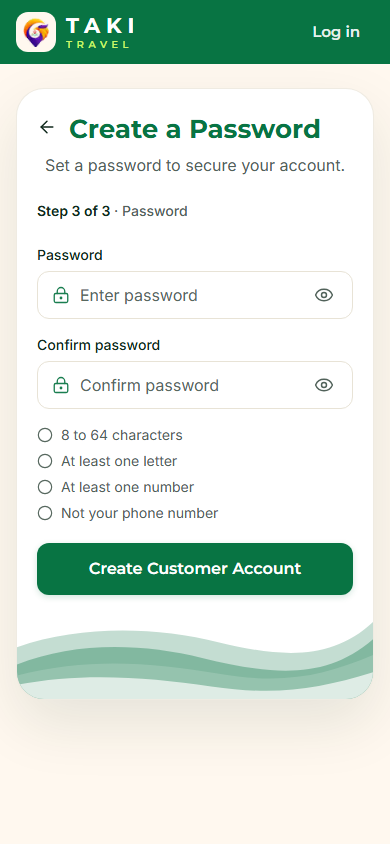 TAKI
TRAVEL
Log in
Create a Password
Set a password to secure your account.
Step 3 of 3 · Password
Password
Enter password
Confirm password
Confirm password
8 to 64 characters
At least one letter
At least one number
Not your phone number
Create Customer Account